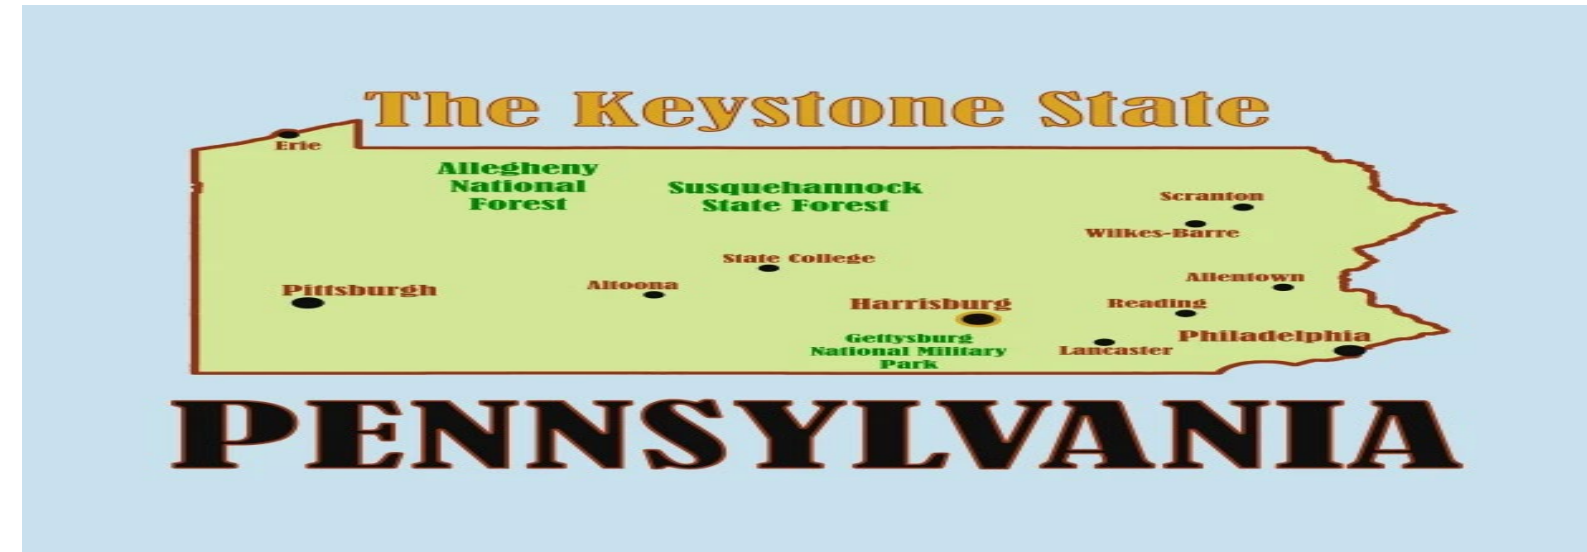 The Keystone State
Erie
Allegheny
National
Forest
Susquehannock
State Forest
Scranton
Wilkes-Barre
State College
Allentown
Altoona
Pittsburgh
Harrisburg
Reading
Philadelphia
Gettysburg
National Military
Park
Lancaster
PENNSYLVANIA